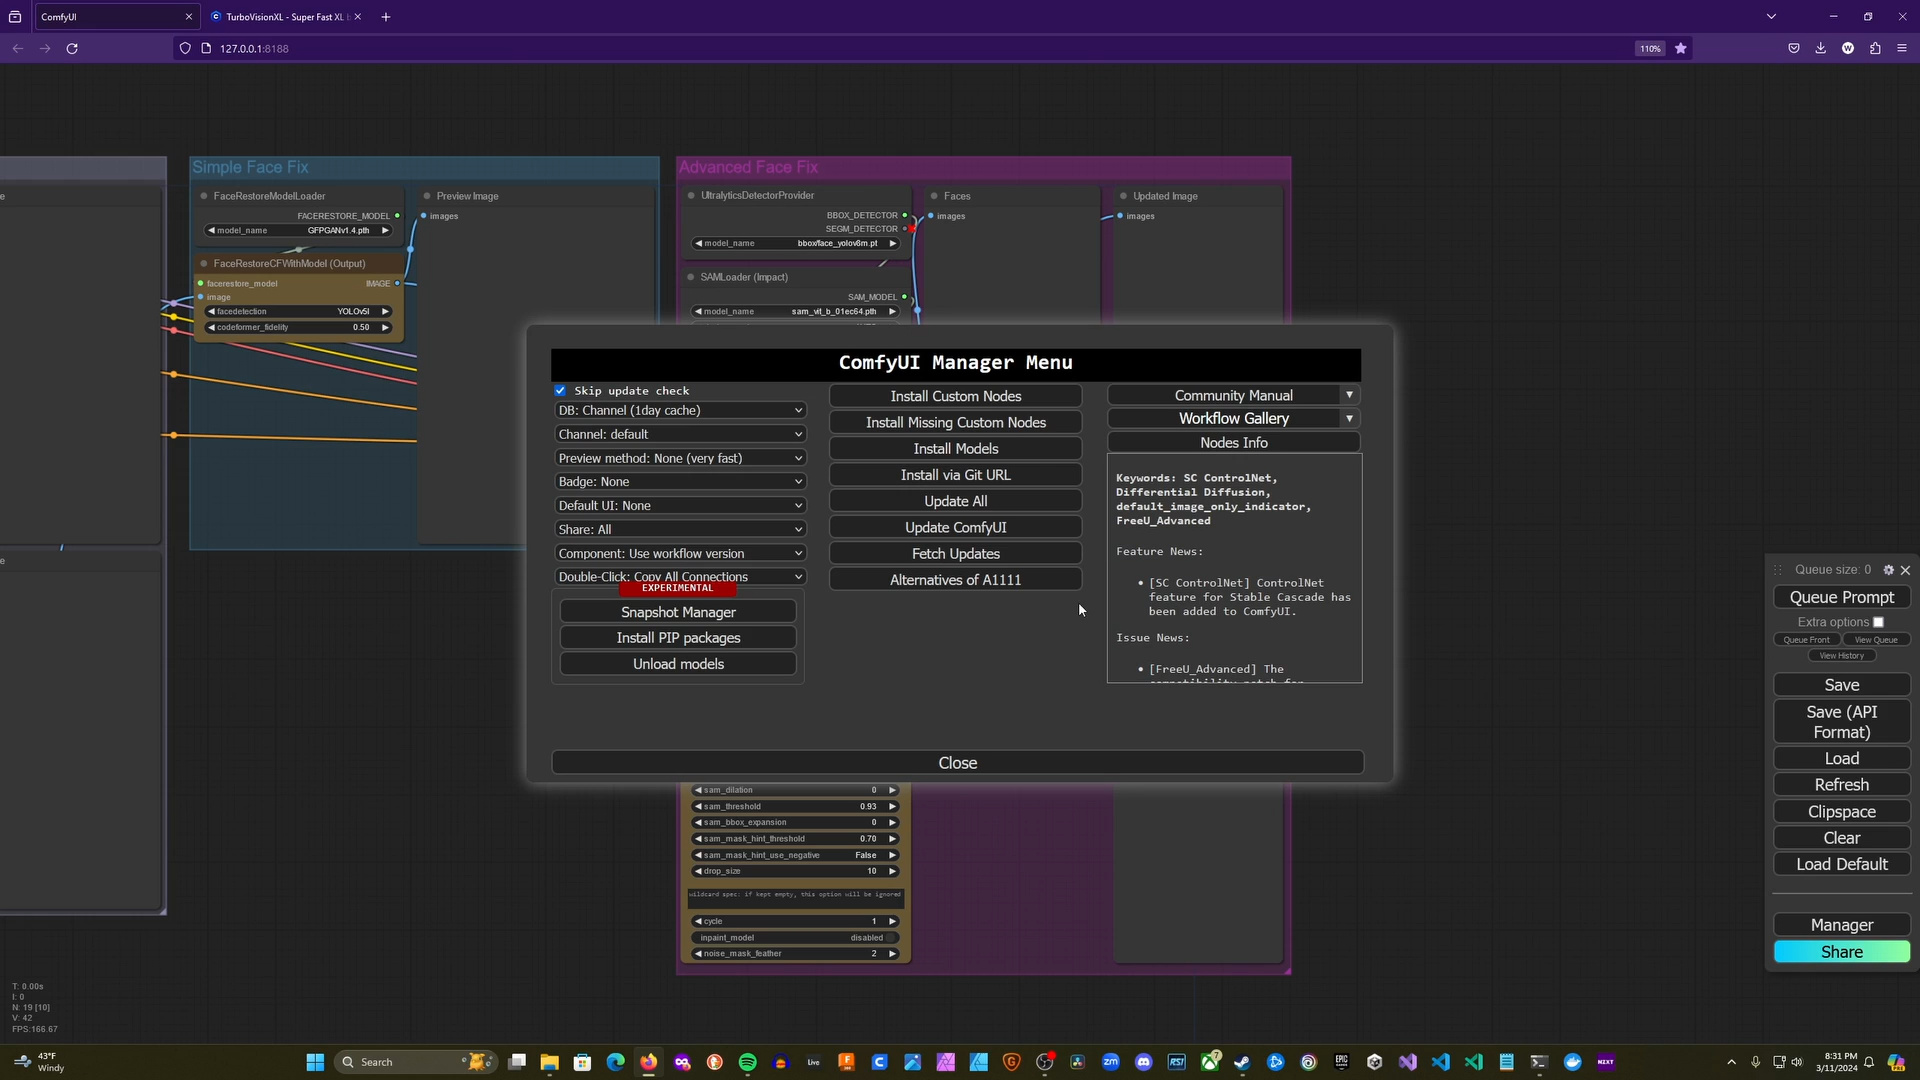 ComfyUI
TurboVisionXL - Super Fast XL
127.0.0.1:8188
110%
Simple Face Fix
FaceRestoreModelLoader
FACERESTORE_MODEL
model_name GFPGANv1.4.pth
FaceRestoreCFWithModel (Output)
facerestore_model IMAGE
image
facedetection YOLOv5l
codeformer_fidelity 0.50
Preview Image
images
Advanced Face Fix
UltralyticsDetectorProvider
BBOX_DETECTOR
SEGM_DETECTOR
model_name bbox/face_yolov8m.pt
SAMLoader (Impact)
SAM_MODEL
model_name sam_vit_b_01ec64.pth
Faces
images
Updated Image
images
ComfyUI Manager Menu
Skip update check
DB: Channel (1day cache)
Channel: default
Preview method: None (very fast)
Badge: None
Default UI: None
Share: All
Component: Use workflow version
Double-Click: Copy All Connections
EXPERIMENTAL
Snapshot Manager
Install PIP packages
Unload models
Install Custom Nodes
Install Missing Custom Nodes
Install Models
Install via Git URL
Update All
Update ComfyUI
Fetch Updates
Alternatives of A1111
Community Manual
Workflow Gallery
Nodes Info
Keywords: SC ControlNet,
Differential Diffusion,
default_image_only_indicator,
FreeU_Advanced
Feature News:
[SC ControlNet] ControlNet
feature for Stable Cascade has
been added to ComfyUI.
Issue News:
[FreeU_Advanced] The
Close
sam_dilation 0
sam_threshold 0.93
sam_bbox_expansion 0
sam_mask_hint_threshold 0.70
sam_mask_hint_use_negative False
drop_size 10
wildcard spec: if kept empty, this option will be ignored
cycle 1
inpaint_model disabled
noise_mask_feather 2
Queue size: 0
Queue Prompt
Extra options
Queue Front View Queue
View History
Save
Save (API
Format)
Load
Refresh
Clipspace
Clear
Load Default
Manager
Share
T: 0.00s
I: 0
N: 19 [10]
V: 42
FPS:166.67
43°F
Windy
Search
8:31 PM
3/11/2024